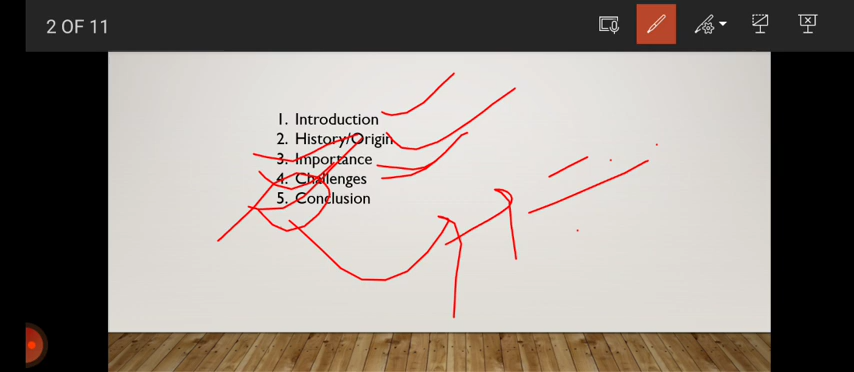 2 OF 11
1. Introduction
2. History/Origin
3. Importance
4. Challenges
5. Conclusion